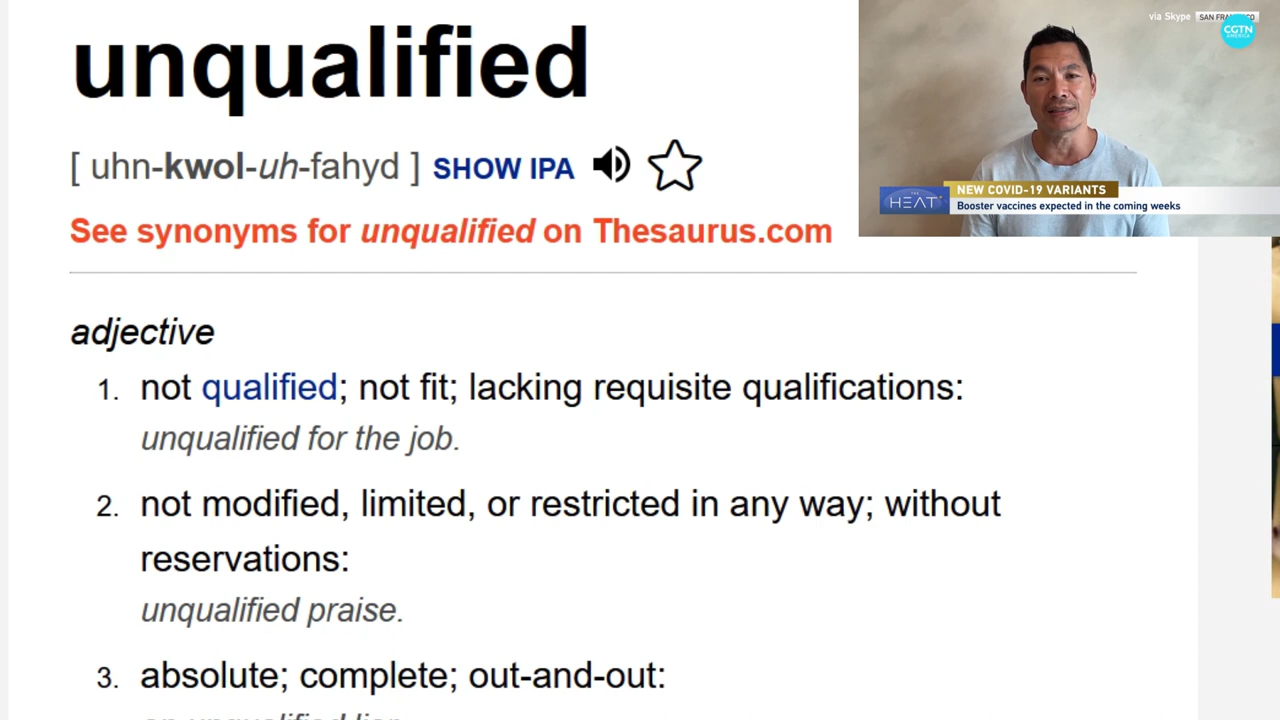 unqualified
[ uhn-kwol-uh-fahyd ] SHOW IPA
See synonyms for unqualified on Thesaurus.com
adjective
1. not qualified; not fit; lacking requisite qualifications:
unqualified for the job.
2. not modified, limited, or restricted in any way; without
reservations:
unqualified praise.
3. absolute; complete; out-and-out:
via Skype
CGTN
AMERICA
THE
HEAT
NEW COVID-19 VARIANTS
Booster vaccines expected in the coming weeks